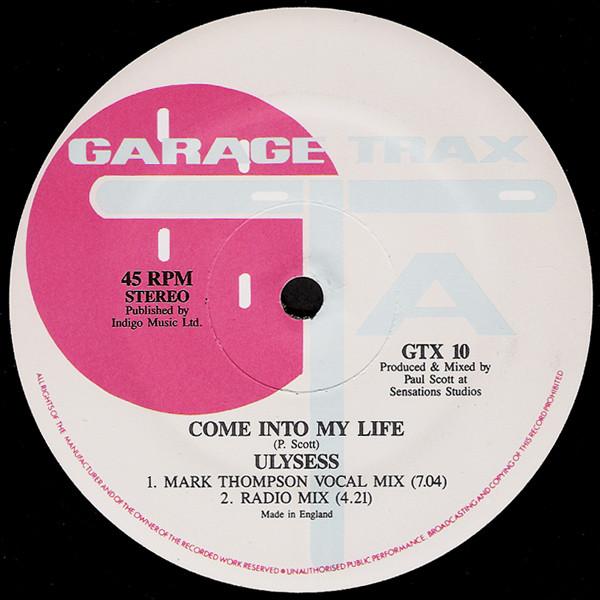 GARAGE TRAX
A
45 RPM
STEREO
Published by
Indigo Music Ltd.
GTX 10
Produced & Mixed by
Paul Scott at
Sensations Studios
COME INTO MY LIFE
(P. Scott)
ULYSESS
1. MARK THOMPSON VOCAL MIX (7.04)
2. RADIO MIX (4.21)
Made in England
ALL RIGHTS OF THE MANUFACTURER AND OF THE OWNER OF THE RECORDED WORK RESERVED • UNAUTHORISED PUBLIC PERFORMANCE, BROADCASTING AND COPYING OF THIS RECORD PROHIBITED